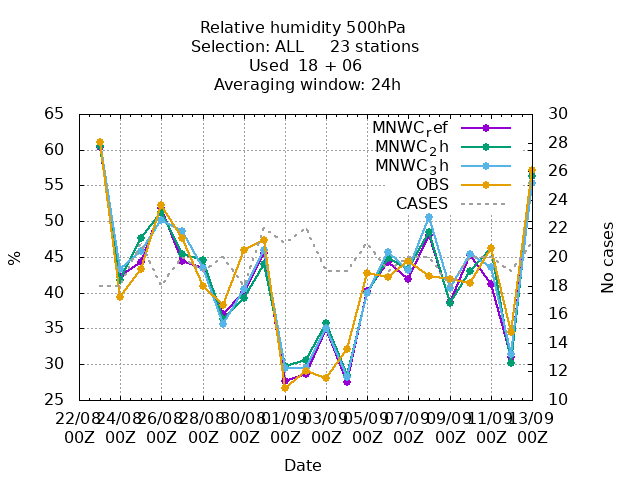 Relative humidity 500hPa
Selection: ALL 23 stations
Used 18 + 06
Averaging window: 24h
65 30
60 28
55 26
50 24
45 22
40 20
35 18
30 16
25 14
12
10
MNWCref
MNWC2h
MNWC3h
OBS
CASES
%
No cases
22/08 24/08 26/08 28/08 30/08 01/09 03/09 05/09 07/09 09/09 11/09 13/09
00Z 00Z 00Z 00Z 00Z 00Z 00Z 00Z 00Z 00Z 00Z 00Z
Date